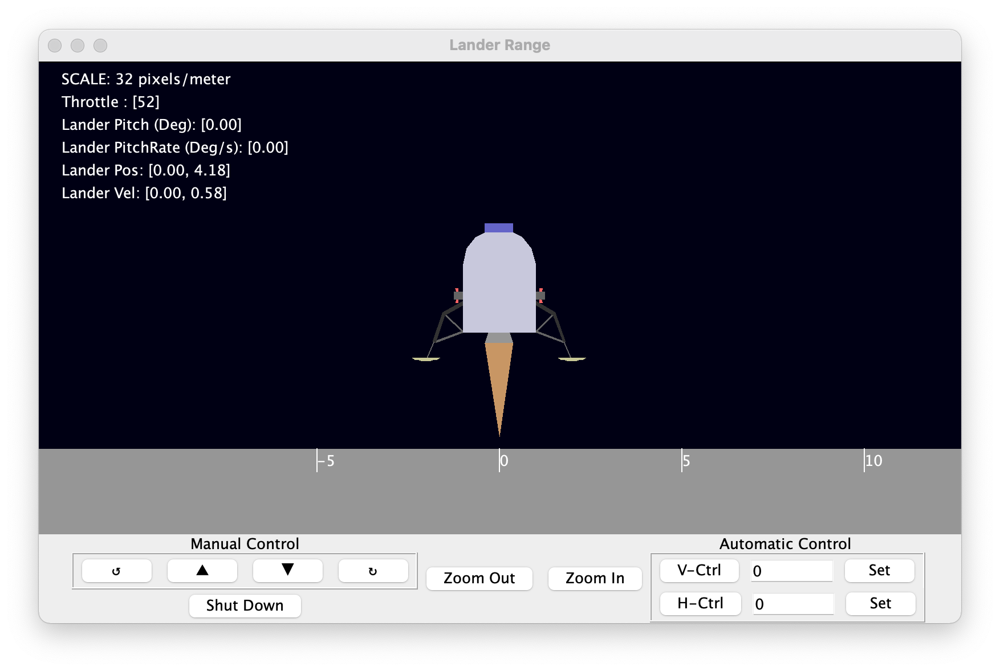 Lander Range
SCALE: 32 pixels/meter
Throttle : [52]
Lander Pitch (Deg): [0.00]
Lander PitchRate (Deg/s): [0.00]
Lander Pos: [0.00, 4.18]
Lander Vel: [0.00, 0.58]
-5 0 5 10
Manual Control
↺ ▲ ▼ ↻
Shut Down
Zoom Out Zoom In
Automatic Control
V-Ctrl 0 Set
H-Ctrl 0 Set